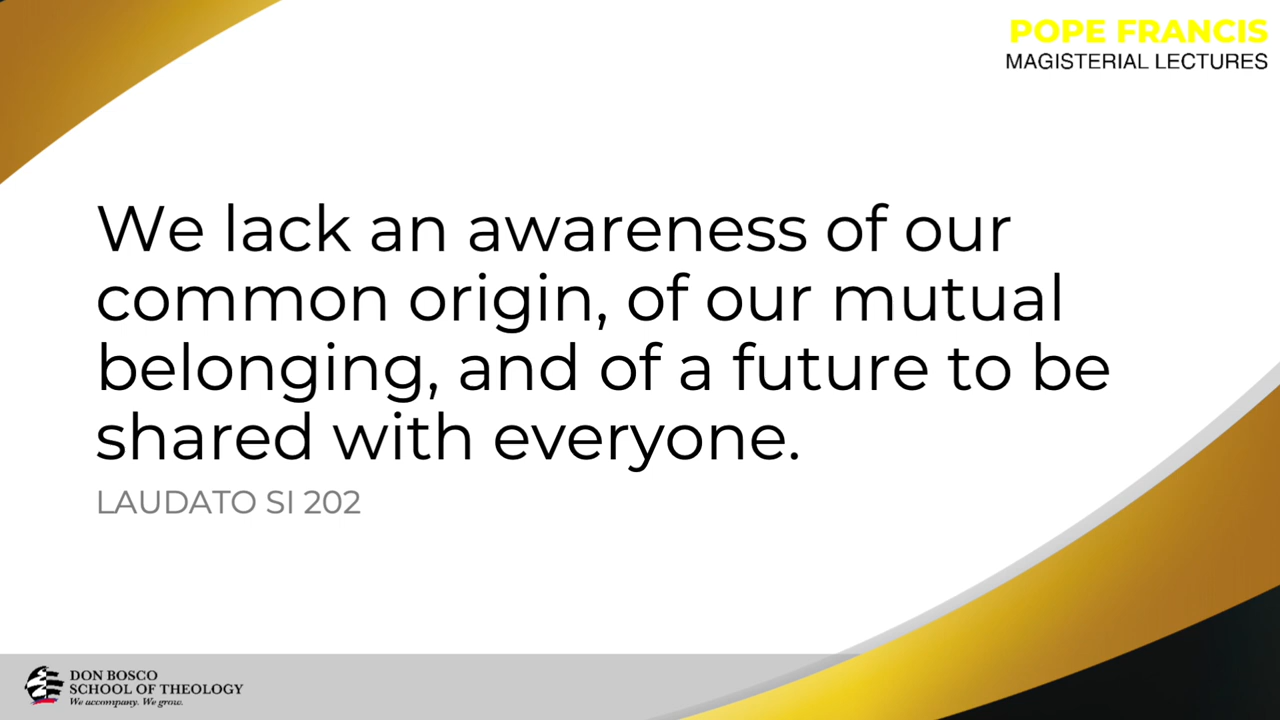 POPE FRANCIS
MAGISTERIAL LECTURES
We lack an awareness of our
common origin, of our mutual
belonging, and of a future to be
shared with everyone.
LAUDATO SI 202
DON BOSCO
SCHOOL OF THEOLOGY
We accompany. We grow.